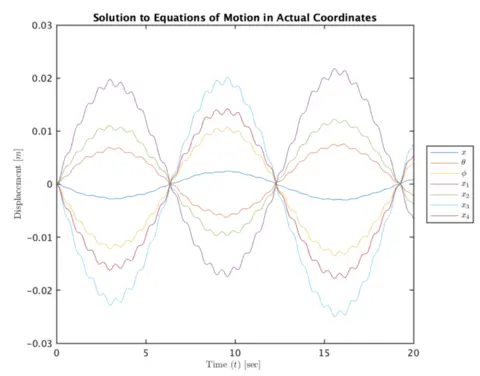 Solution to Equations of Motion in Actual Coordinates
0.03
0.02
0.01
0
-0.01
-0.02
-0.03
Displacement [m]
0 5 10 15 20
Time (t) [sec]
x
θ
φ
x₁
x₂
x₃
x₄